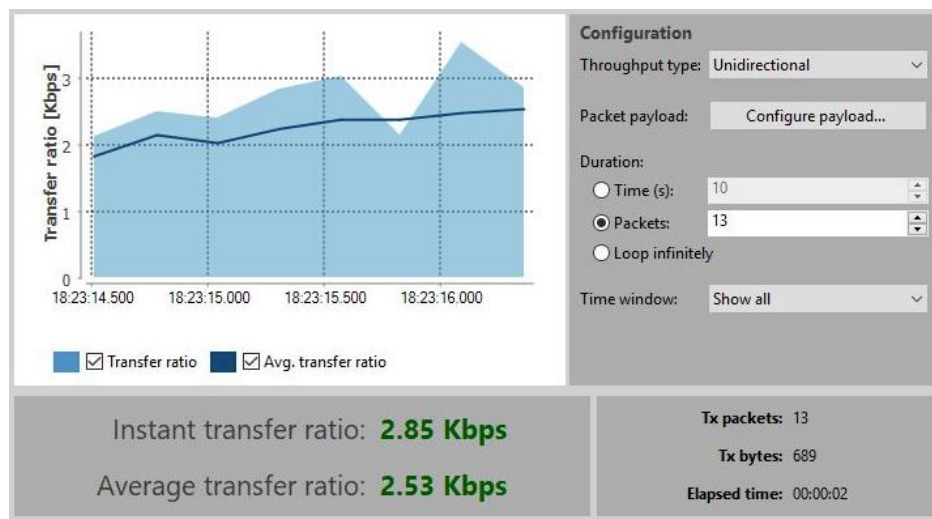 Transfer ratio [Kbps]
3
2
1
0
18:23:14.500 18:23:15.000 18:23:15.500 18:23:16.000
Transfer ratio Avg. transfer ratio
Configuration
Throughput type: Unidirectional
Packet payload: Configure payload...
Duration:
Time (s): 10
Packets: 13
Loop infinitely
Time window: Show all
Instant transfer ratio: 2.85 Kbps
Average transfer ratio: 2.53 Kbps
Tx packets: 13
Tx bytes: 689
Elapsed time: 00:00:02